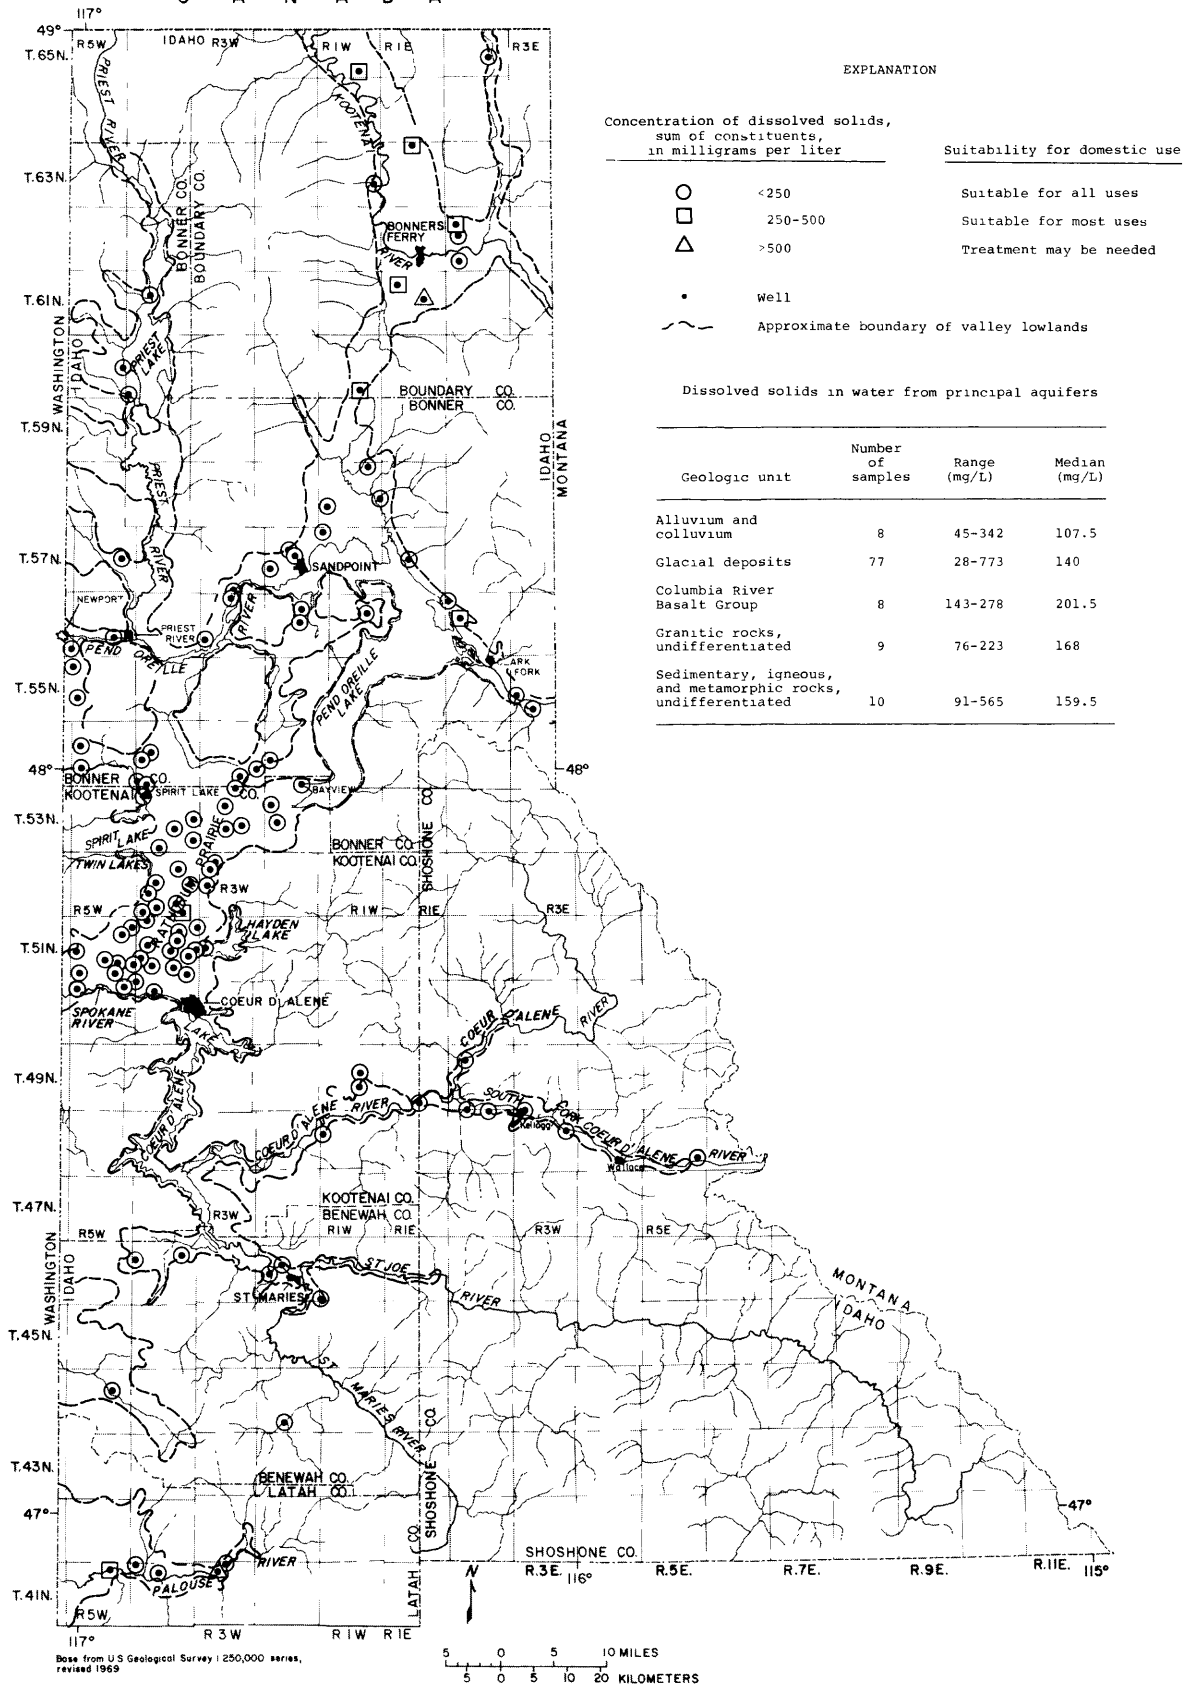 C A N A D A
117°
49°
R5W
IDAHO
R3W
R1W
R1E
R3E
T.65N.
PRIEST RIVER
KOOTENAI
T.63N.
BONNER CO.
BOUNDARY CO.
BONNERS
FERRY
RIVER
T.61N.
WASHINGTON
IDAHO
PRIEST
LAKE
BOUNDARY CO.
BONNER CO.
T.59N.
IDAHO
MONTANA
PRIEST
RIVER
T.57N.
SANDPOINT
NEWPORT
PRIEST
RIVER
RIVER
PEND OREILLE
PEND OREILLE
LAKE
CLARK
FORK
T.55N.
48°
48°
BONNER CO.
KOOTENAI CO.
SPIRIT LAKE
BAYVIEW
T.53N.
SPIRIT LAKE
TWIN LAKES
RATHDRUM PRAIRIE
BONNER CO.
KOOTENAI CO.
SHOSHONE CO.
R3W
R5W
R1W
R1E
R3E
HAYDEN
LAKE
T.51N.
SPOKANE
RIVER
COEUR D'ALENE
LAKE
COEUR D'ALENE
COEUR D'ALENE RIVER
T.49N.
COEUR D'ALENE RIVER
SOUTH FORK COEUR D'ALENE RIVER
Kellogg
Wallace
T.47N.
KOOTENAI CO.
BENEWAH CO.
R3W
R5W
R1W
R1E
R3W
R5E
WASHINGTON
IDAHO
ST JOE
RIVER
ST MARIES
MONTANA
IDAHO
T.45N.
ST MARIES RIVER
T.43N.
BENEWAH CO.
LATAH CO.
SHOSHONE CO.
LATAH CO.
47°
47°
SHOSHONE CO.
RIVER
PALOUSE
T.41N.
R5W
R3W
R1W
R1E
N
R.3E.
116°
R.5E.
R.7E.
R.9E.
R.11E.
115°
117°
Base from U S Geological Survey 1 250,000 series,
revised 1969
5 0 5 10 MILES
5 0 5 10 20 KILOMETERS
EXPLANATION
Concentration of dissolved solids,
sum of constituents,
in milligrams per liter
Suitability for domestic use
<250 Suitable for all uses
250-500 Suitable for most uses
>500 Treatment may be needed
Well
Approximate boundary of valley lowlands
Dissolved solids in water from principal aquifers
Geologic unit
Number
of
samples
Range
(mg/L)
Median
(mg/L)
Alluvium and
colluvium 8 45-342 107.5
Glacial deposits 77 28-773 140
Columbia River
Basalt Group 8 143-278 201.5
Granitic rocks,
undifferentiated 9 76-223 168
Sedimentary, igneous,
and metamorphic rocks,
undifferentiated 10 91-565 159.5